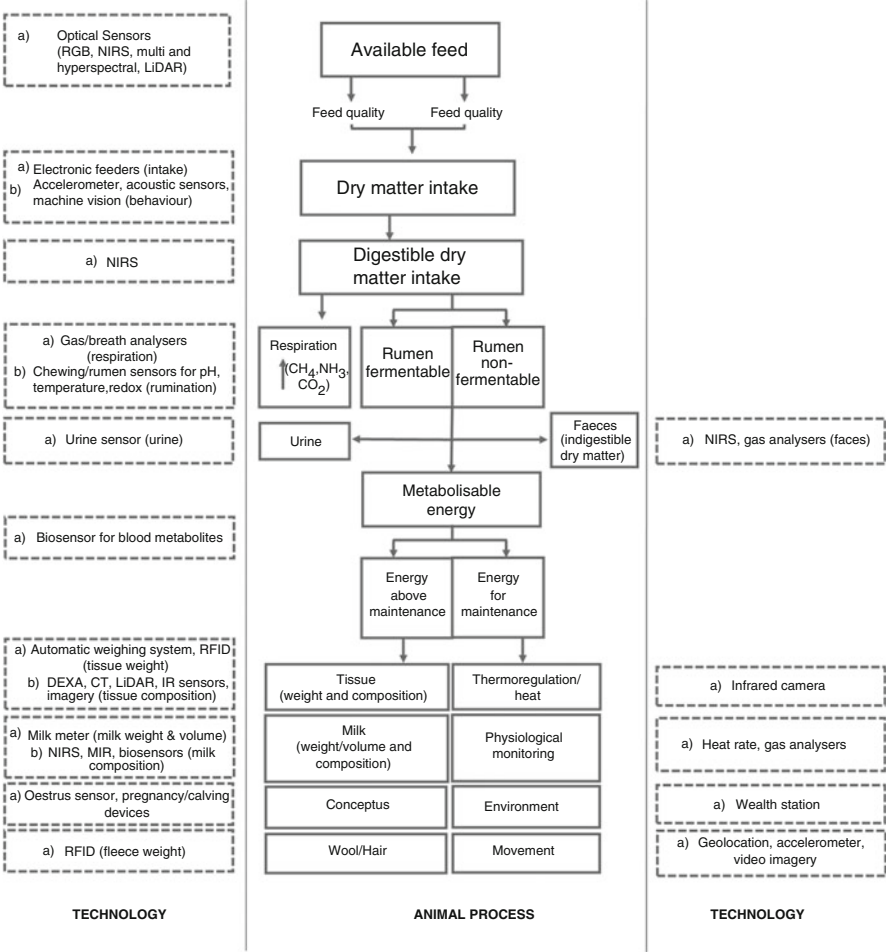 a) Optical Sensors
(RGB, NIRS, multi and
hyperspectral, LiDAR)
Available feed
Feed quality
Feed quality
a) Electronic feeders (intake)
b) Accelerometer, acoustic sensors,
machine vision (behaviour)
Dry matter intake
a) NIRS
Digestible dry
matter intake
a) Gas/breath analysers
(respiration)
b) Chewing/rumen sensors for pH,
temperature,redox (rumination)
Respiration
(CH4,NH3,
CO2)
Rumen
fermentable
Rumen
non-
fermentable
a) Urine sensor (urine)
Urine
Faeces
(indigestible
dry matter)
a) NIRS, gas analysers (faces)
Metabolisable
energy
a) Biosensor for blood metabolites
Energy
above
maintenance
Energy
for
maintenance
a) Automatic weighing system, RFID
(tissue weight)
b) DEXA, CT, LiDAR, IR sensors,
imagery (tissue composition)
Tissue
(weight and composition)
Thermoregulation/
heat
a) Infrared camera
a) Milk meter (milk weight & volume)
b) NIRS, MIR, biosensors (milk
composition)
Milk
(weight/volume and
composition)
Physiological
monitoring
a) Heat rate, gas analysers
a) Oestrus sensor, pregnancy/calving
devices
Conceptus
Environment
a) Wealth station
a) RFID (fleece weight)
Wool/Hair
Movement
a) Geolocation, accelerometer,
video imagery
TECHNOLOGY
ANIMAL PROCESS
TECHNOLOGY